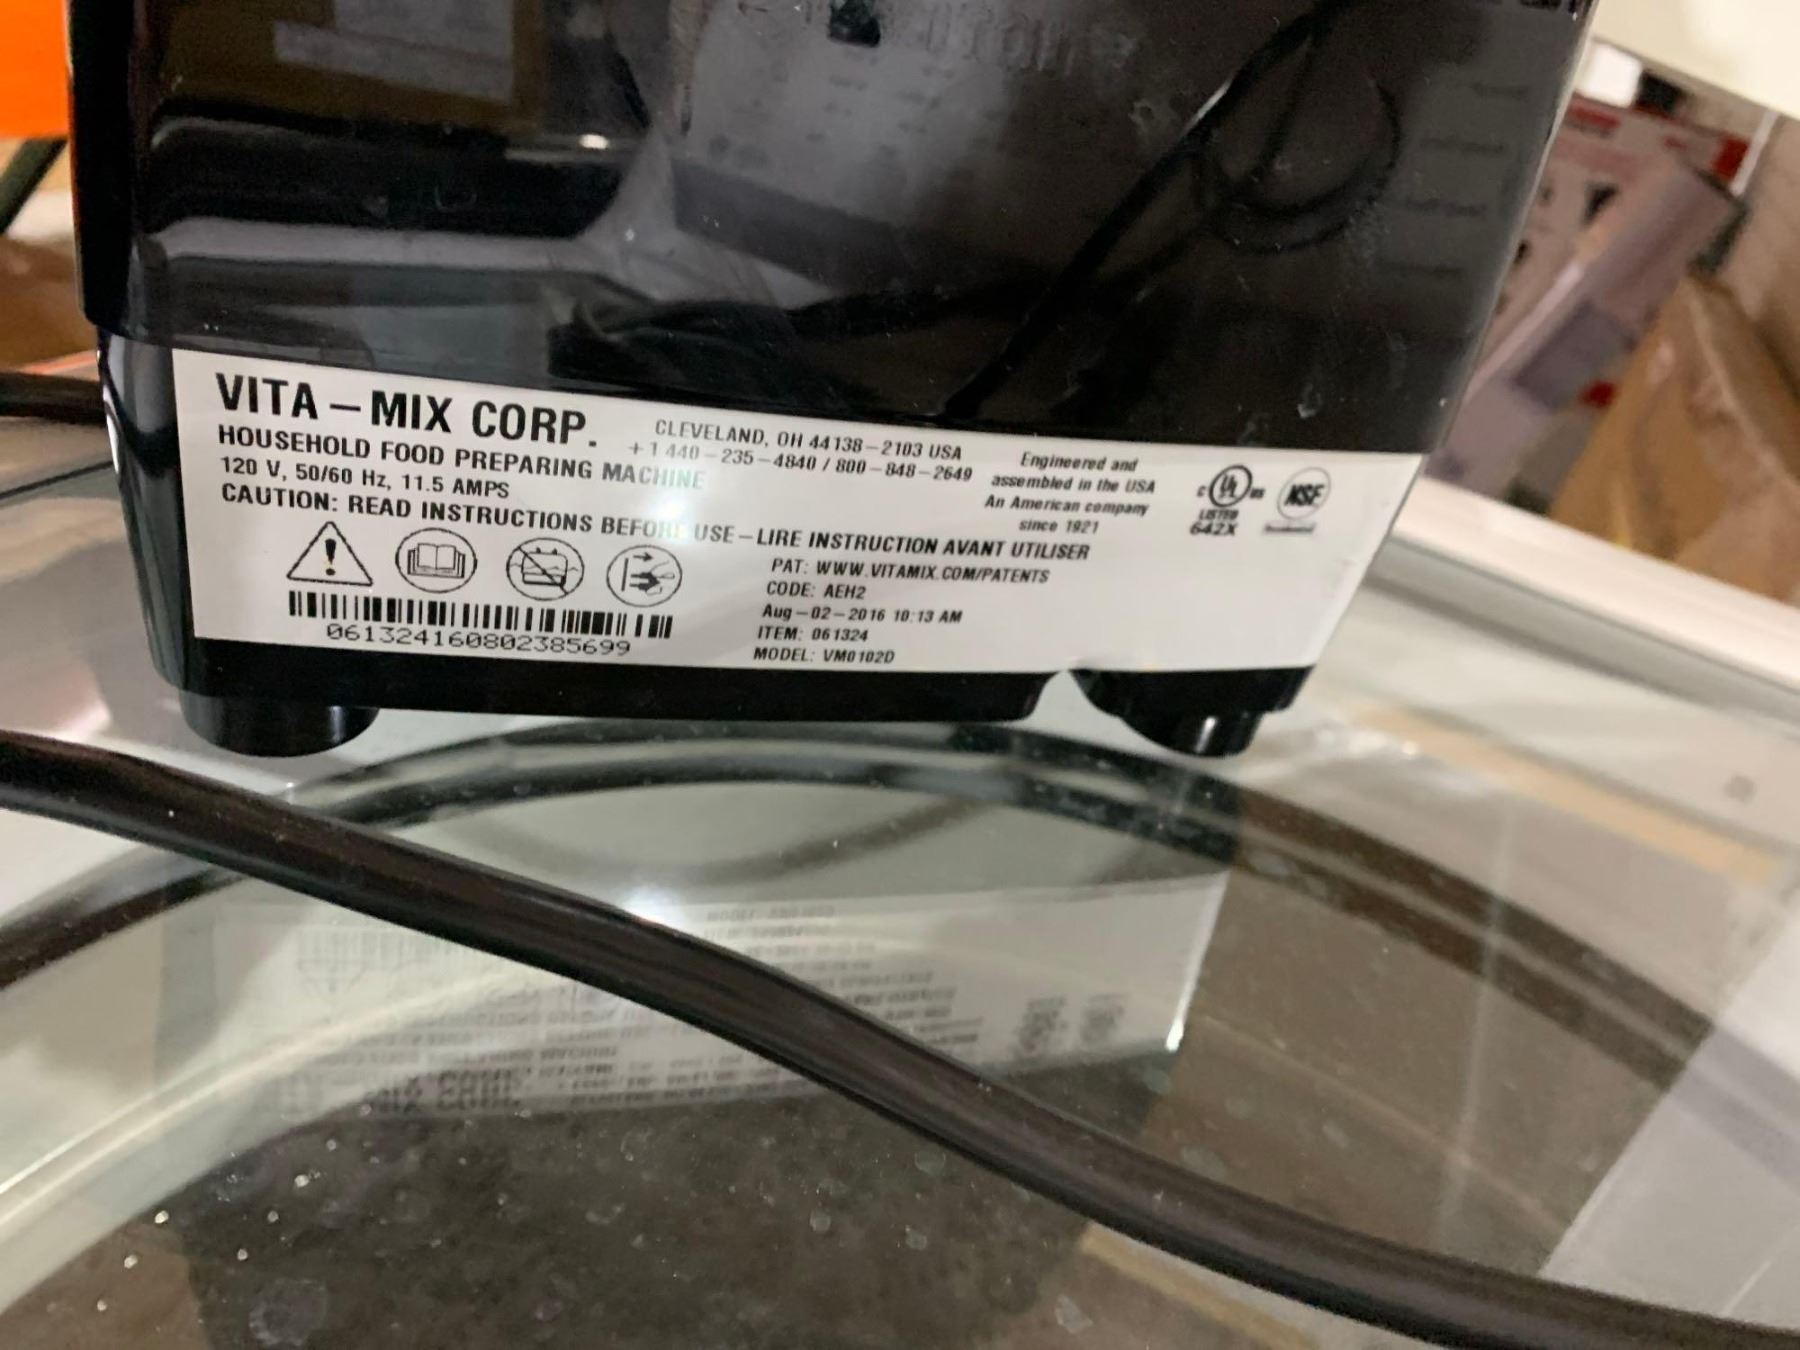 VITA – MIX CORP.
CLEVELAND, OH 44138 – 2103 USA
+ 1 440 – 235 – 4840 / 800 – 848 – 2649
HOUSEHOLD FOOD PREPARING MACHINE
120 V, 50/60 Hz, 11.5 AMPS
CAUTION: READ INSTRUCTIONS BEFORE USE – LIRE INSTRUCTION AVANT UTILISER
Engineered and
assembled in the USA
An American company
since 1921
C UL US
LISTED
642X
NSF
PAT: WWW.VITAMIX.COM/PATENTS
CODE: AEH2
Aug – 02 – 2016 10:13 AM
ITEM: 061324
MODEL: VM0102D
061324160802385699